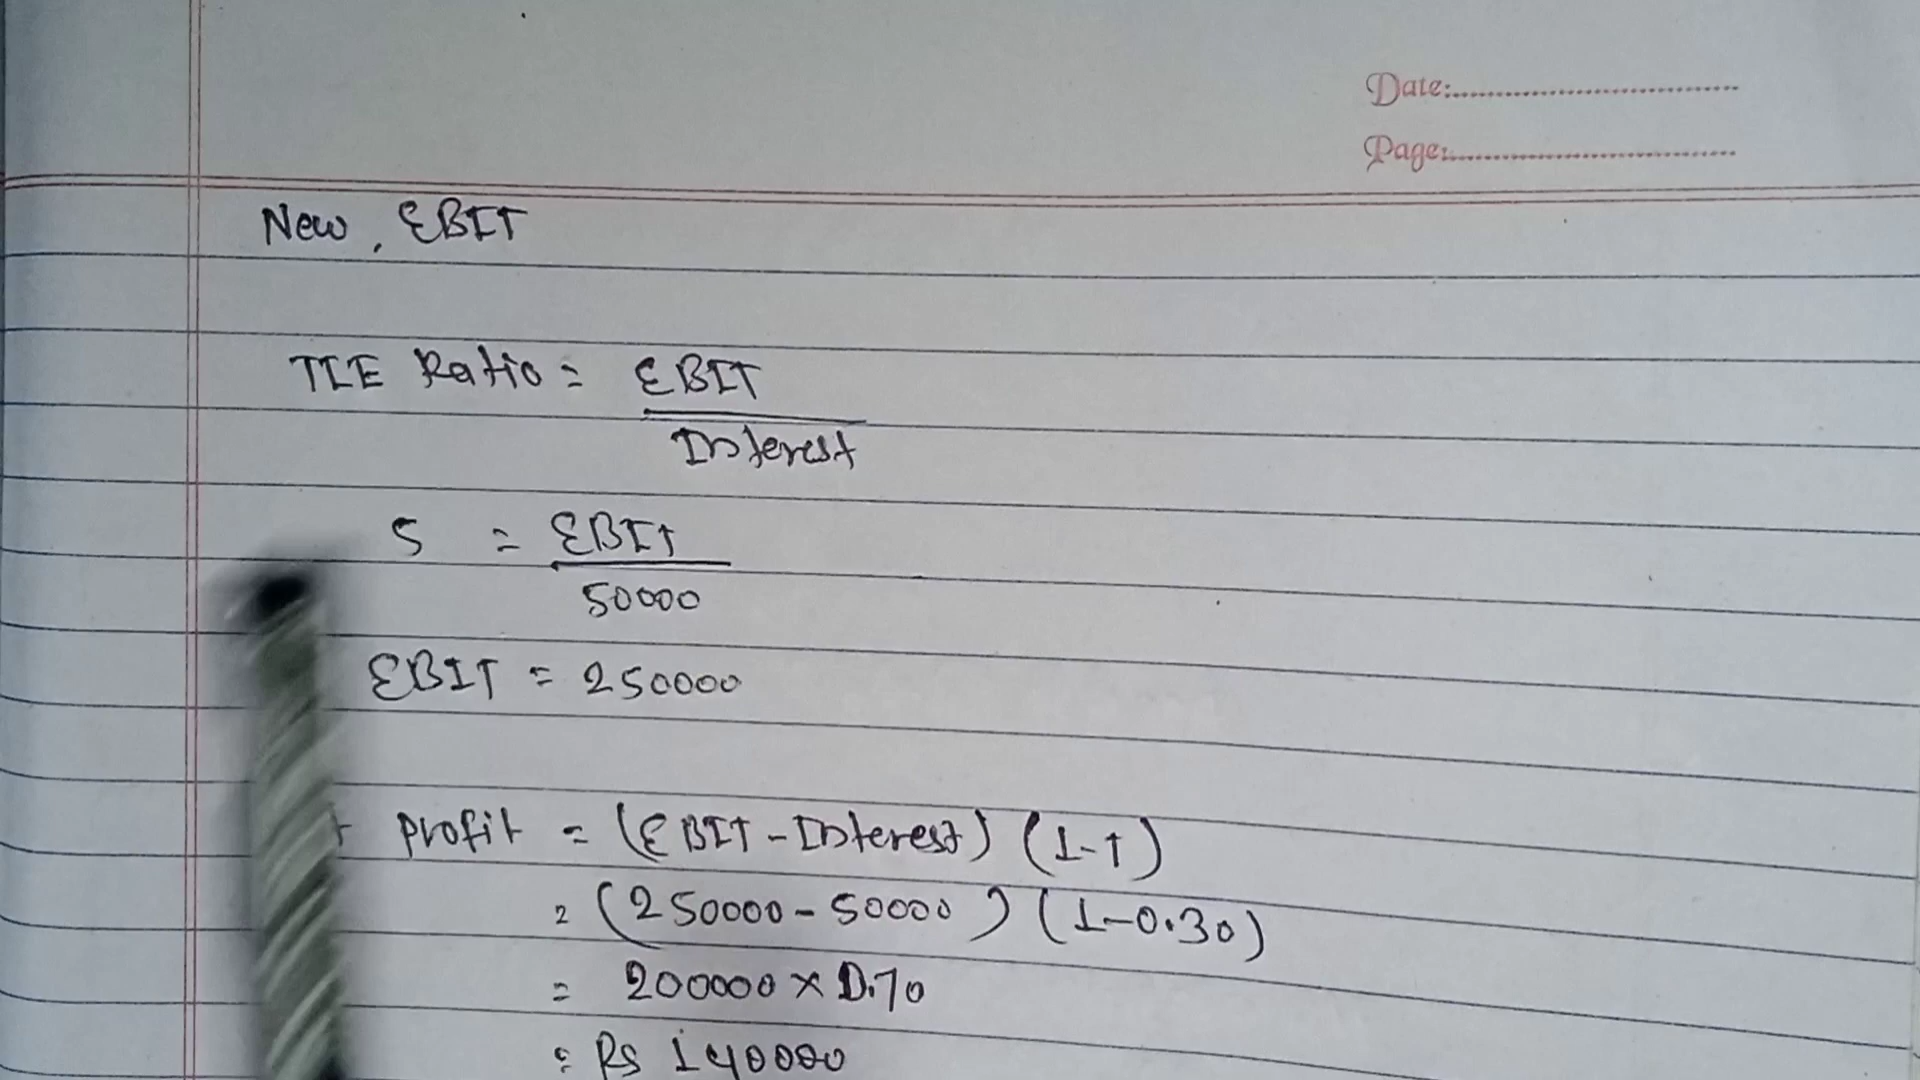 Date:
Page:
New, EBIT
TIE Ratio = EBIT
Interest
5 = EBIT
50000
EBIT = 250000
Profit = (EBIT - Interest) (1-t)
= (250000 - 50000) (1-0.30)
= 200000 x 0.70
= Rs 140000